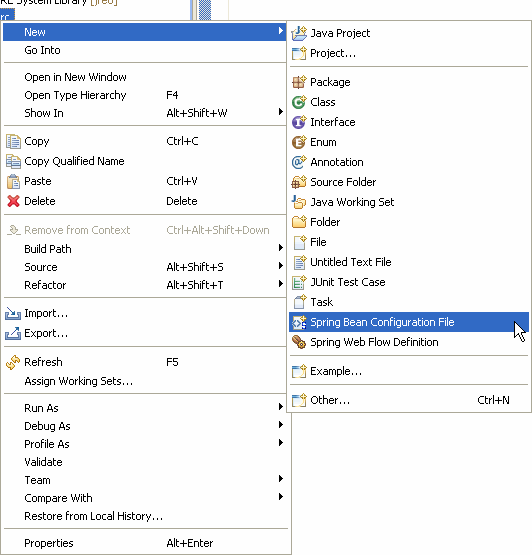 RE System Library [jre6]
src
New
Go Into
Open in New Window
Open Type Hierarchy F4
Show In Alt+Shift+W
Copy Ctrl+C
Copy Qualified Name
Paste Ctrl+V
Delete Delete
Remove from Context Ctrl+Alt+Shift+Down
Build Path
Source Alt+Shift+S
Refactor Alt+Shift+T
Import...
Export...
Refresh F5
Assign Working Sets...
Run As
Debug As
Profile As
Validate
Team
Compare With
Restore from Local History...
Properties Alt+Enter
Java Project
Project...
Package
Class
Interface
Enum
Annotation
Source Folder
Java Working Set
Folder
File
Untitled Text File
JUnit Test Case
Task
Spring Bean Configuration File
Spring Web Flow Definition
Example...
Other... Ctrl+N